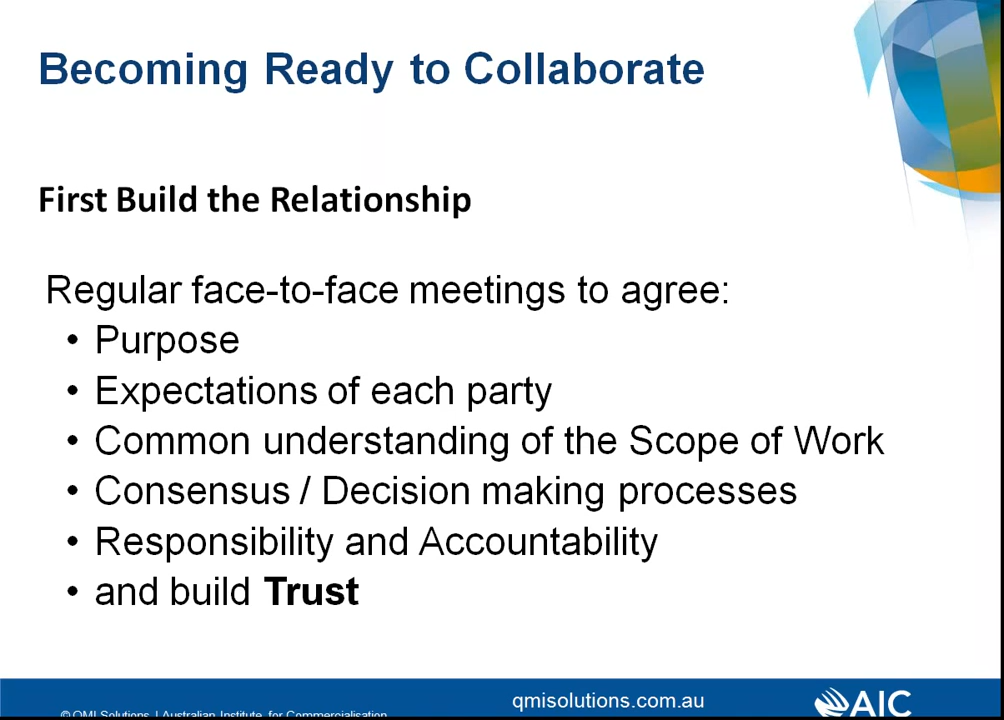 Becoming Ready to Collaborate
First Build the Relationship
Regular face-to-face meetings to agree:
• Purpose
• Expectations of each party
• Common understanding of the Scope of Work
• Consensus / Decision making processes
• Responsibility and Accountability
• and build Trust
© QMI Solutions | Australian Institute for Commercialisation
qmisolutions.com.au
AIC